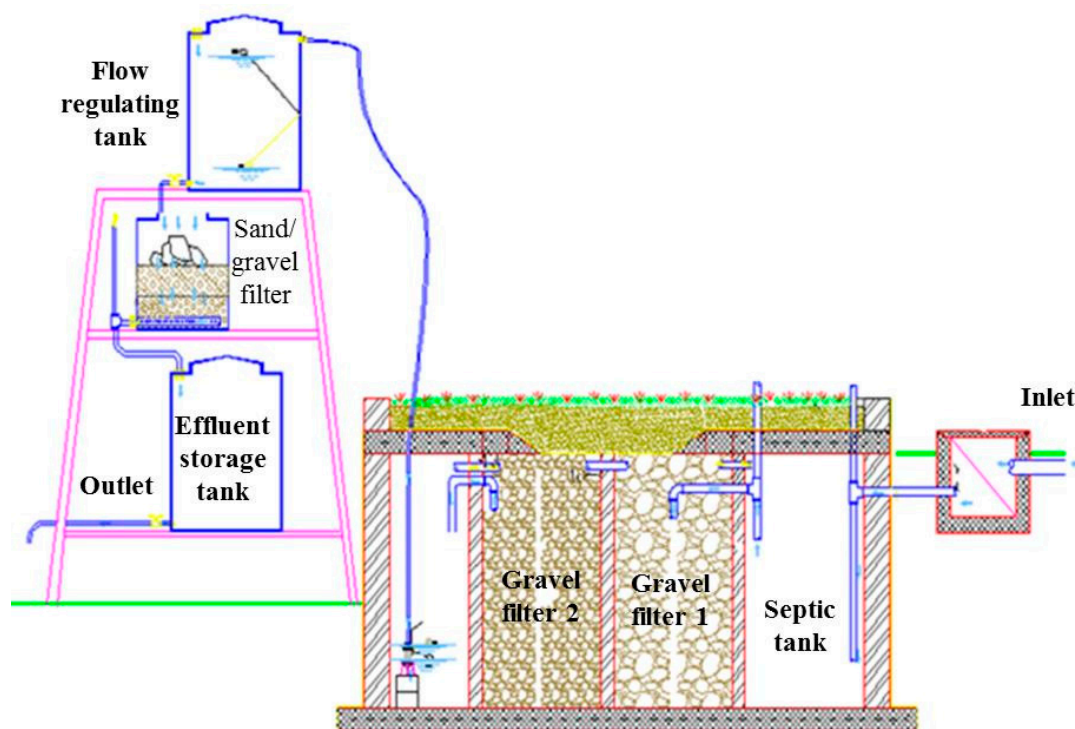 Flow
regulating
tank
Sand/
gravel
filter
Effluent
storage
tank
Outlet
Inlet
Gravel
filter 2
Gravel
filter 1
Septic
tank